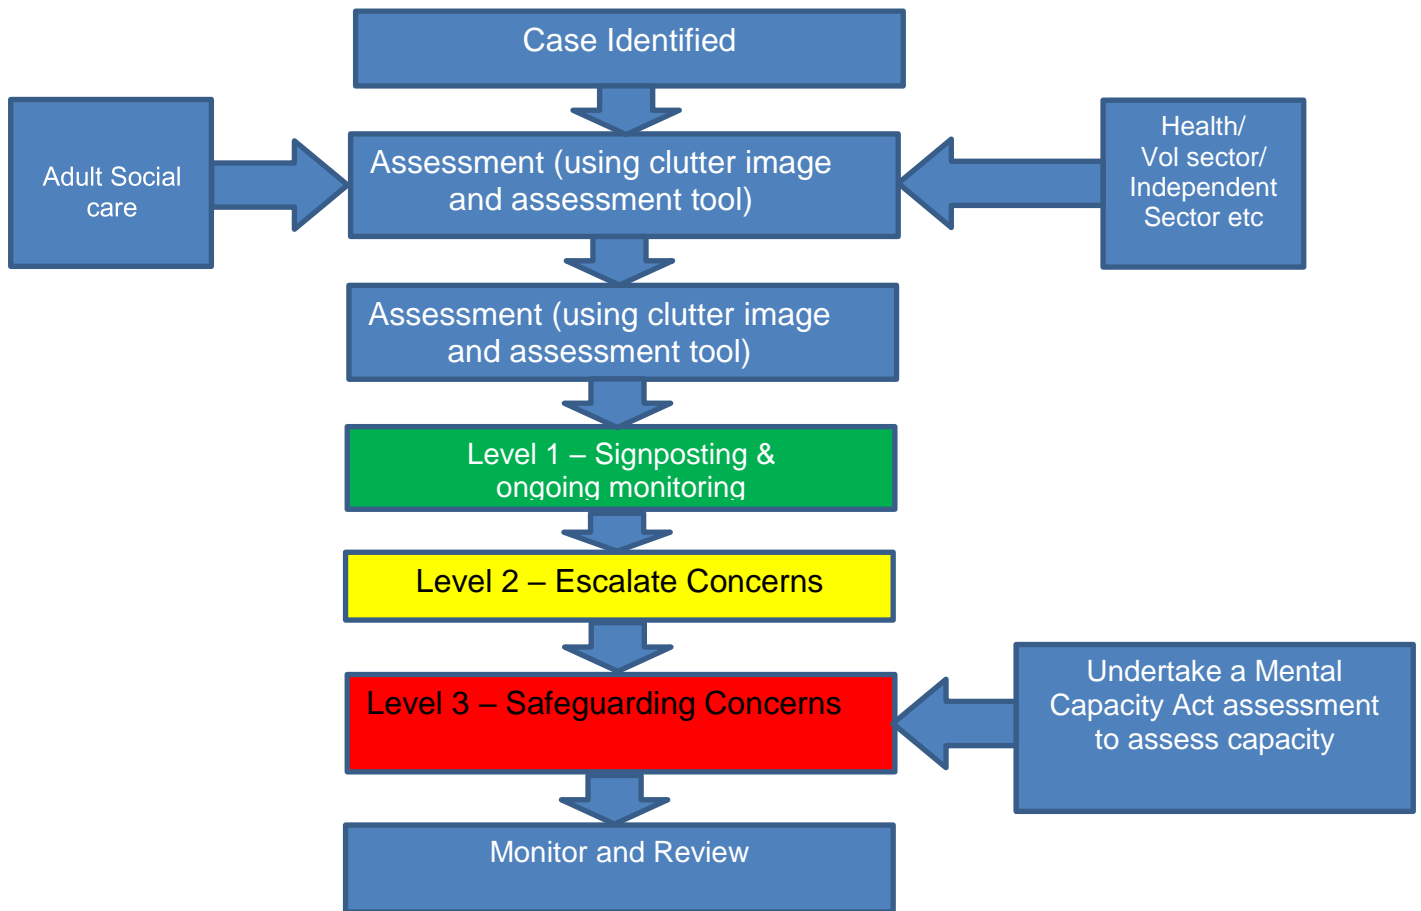 Case Identified
Adult Social
care
Assessment (using clutter image
and assessment tool)
Health/
Vol sector/
Independent
Sector etc
Assessment (using clutter image
and assessment tool)
Level 1 – Signposting &
ongoing monitoring
Level 2 – Escalate Concerns
Level 3 – Safeguarding Concerns
Undertake a Mental
Capacity Act assessment
to assess capacity
Monitor and Review